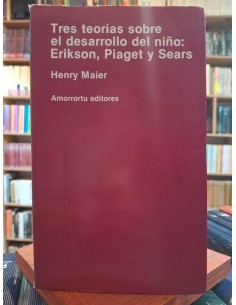 Tres teorías sobre
el desarrollo del niño:
Erikson, Piaget y Sears
Henry Maier
Amorrortu editores